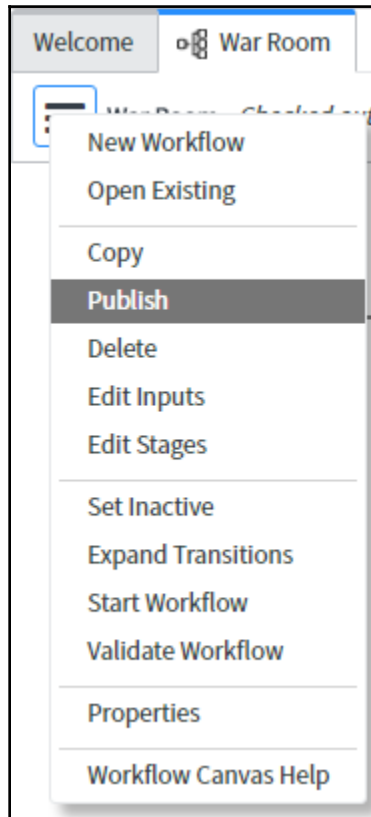 Welcome
War Room
New Workflow
Open Existing
Copy
Publish
Delete
Edit Inputs
Edit Stages
Set Inactive
Expand Transitions
Start Workflow
Validate Workflow
Properties
Workflow Canvas Help